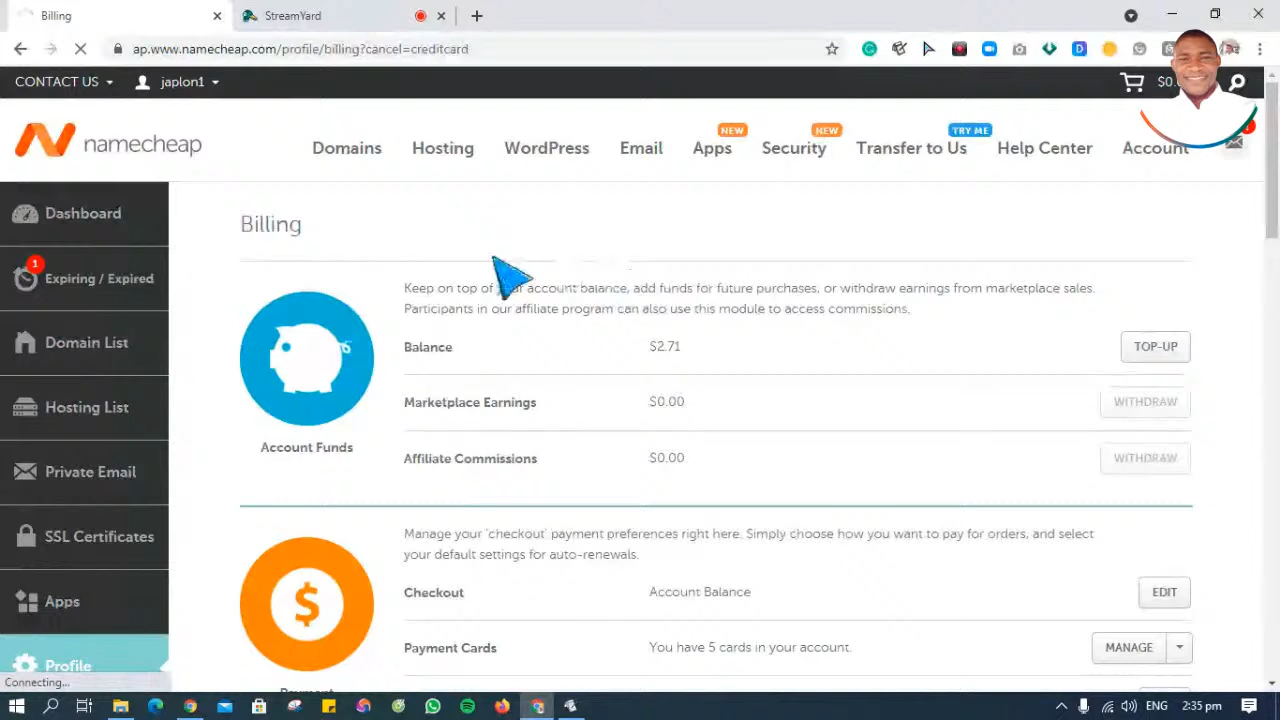 Billing
StreamYard
ap.www.namecheap.com/profile/billing?cancel=creditcard
CONTACT US
japlon1
namecheap
Domains
Hosting
WordPress
Email
NEW
Apps
NEW
Security
TRY ME
Transfer to Us
Help Center
Account
Dashboard
1
Expiring / Expired
Domain List
Hosting List
Private Email
SSL Certificates
Apps
Profile
Connecting...
Billing
Keep on top of your account balance, add funds for future purchases, or withdraw earnings from marketplace sales.
Participants in our affiliate program can also use this module to access commissions.
Balance
$2.71
TOP-UP
Marketplace Earnings
$0.00
WITHDRAW
Account Funds
Affiliate Commissions
$0.00
WITHDRAW
Manage your 'checkout' payment preferences right here. Simply choose how you want to pay for orders, and select
your default settings for auto-renewals.
Checkout
Account Balance
EDIT
Payment Cards
You have 5 cards in your account.
MANAGE
ENG
2:35 pm